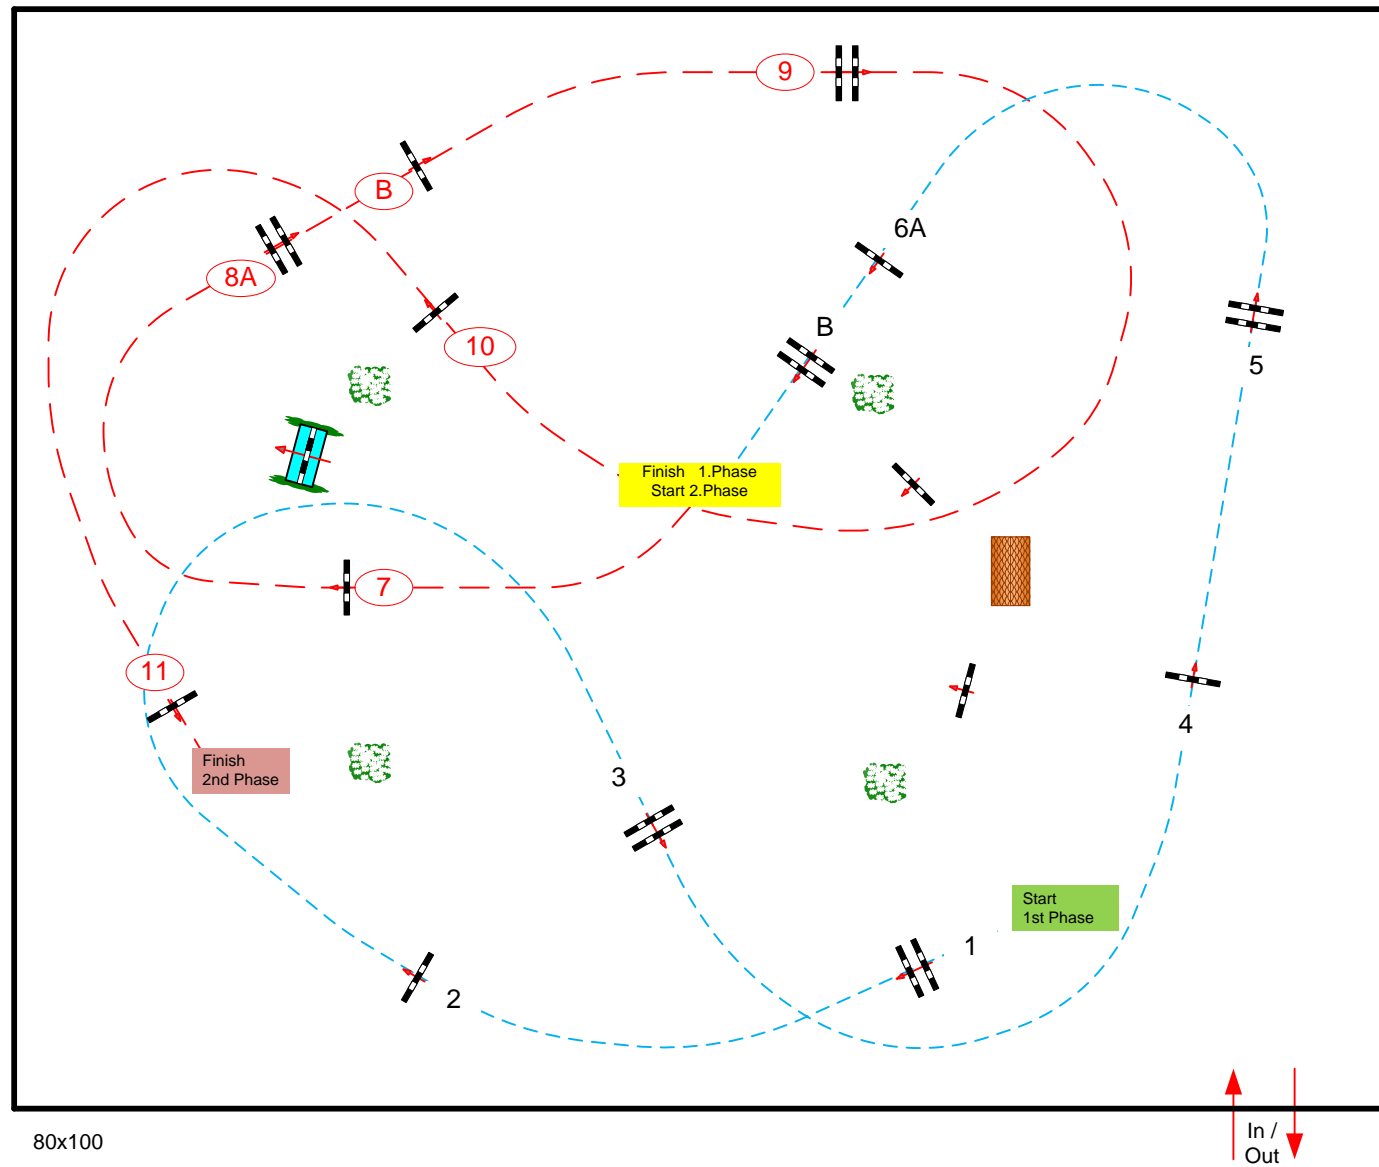 9
B
8A
6A
10
B
5
Finish 1.Phase
Start 2.Phase
7
11
4
Finish
2nd Phase
3
Start
1st Phase
1
2
80x100
In /
Out